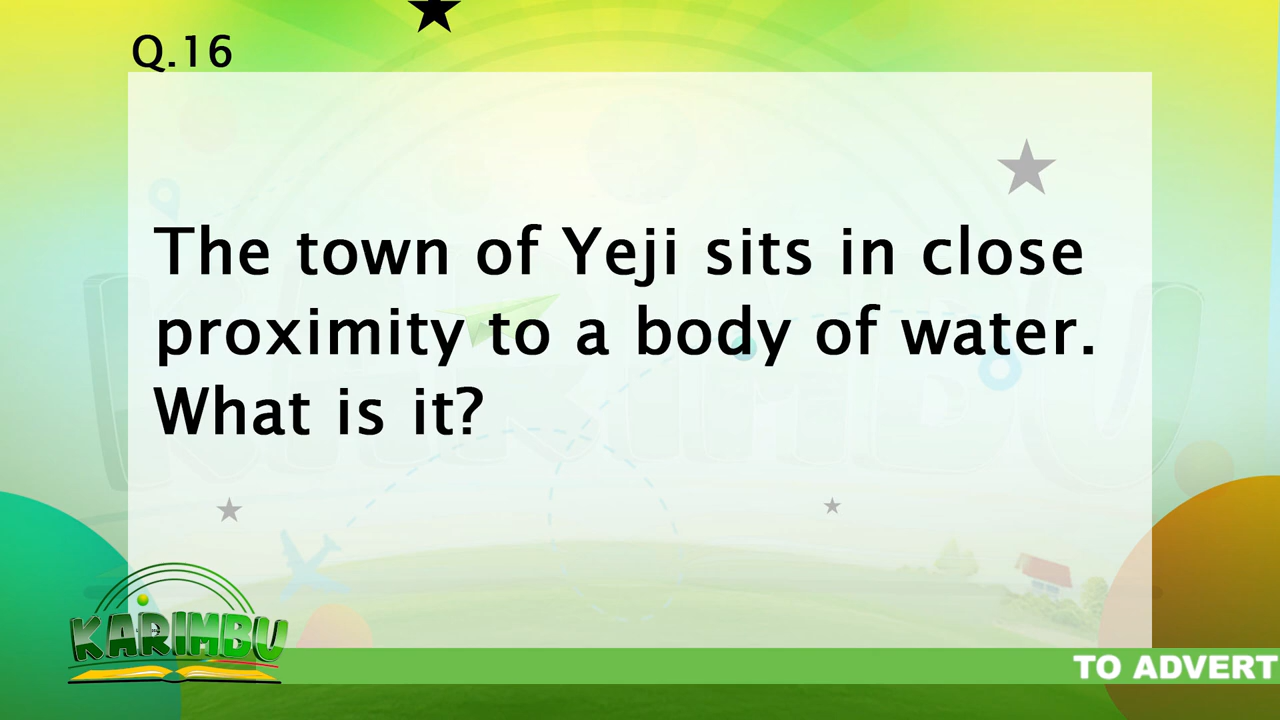 Q.16
The town of Yeji sits in close
proximity to a body of water.
What is it?
KARIMBU
TO ADVERT